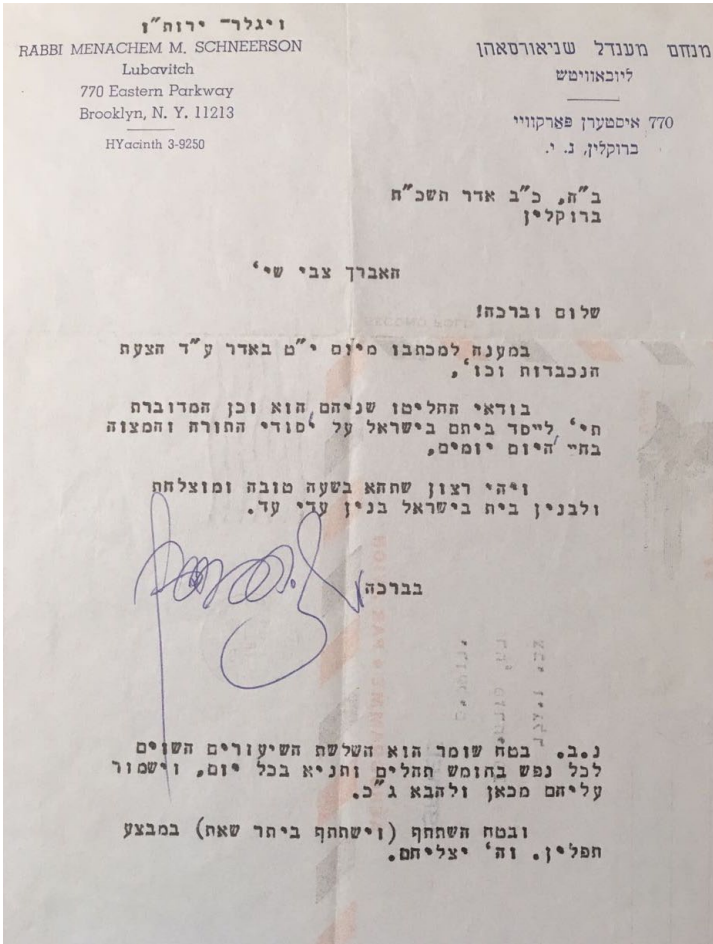 וויגלר- ירות"ו
RABBI MENACHEM M. SCHNEERSON
Lubavitch
770 Eastern Parkway
Brooklyn, N. Y. 11213
HYacinth 3-9250
מנחם מענדל שניאורסאהן
ליובאוויטש
770 איסטערן פארקוויי
ברוקלין, נ. י.
ב"ה, כ"ב אדר תשכ"ח
ברוקלין
האברך צבי שי'
שלום וברכה!
במענה למכתבו מיום י"ט באדר ע"ד הצעת
הנכבדות וכו',
בודאי החליטו שניהם, הוא וכן המדוברת
תי' לייסד ביתם בישראל על יסודי התורה והמצוה
בחיי היום יומים,
ויהי רצון שתהא בשעה טובה ומוצלחת
ולבנין בית בישראל בנין עדי עד.
בברכה
נ.ב. בטח שומר הוא השלשת השיעורים השוים
לכל נפש בחומש תהלים ותניא בכל יום, וישמור
עליהם מכאן ולהבא ג"כ.
ובטח השתתף (וישתתף ביתר שאת) במבצע
תפלין. וה' יצליחם.